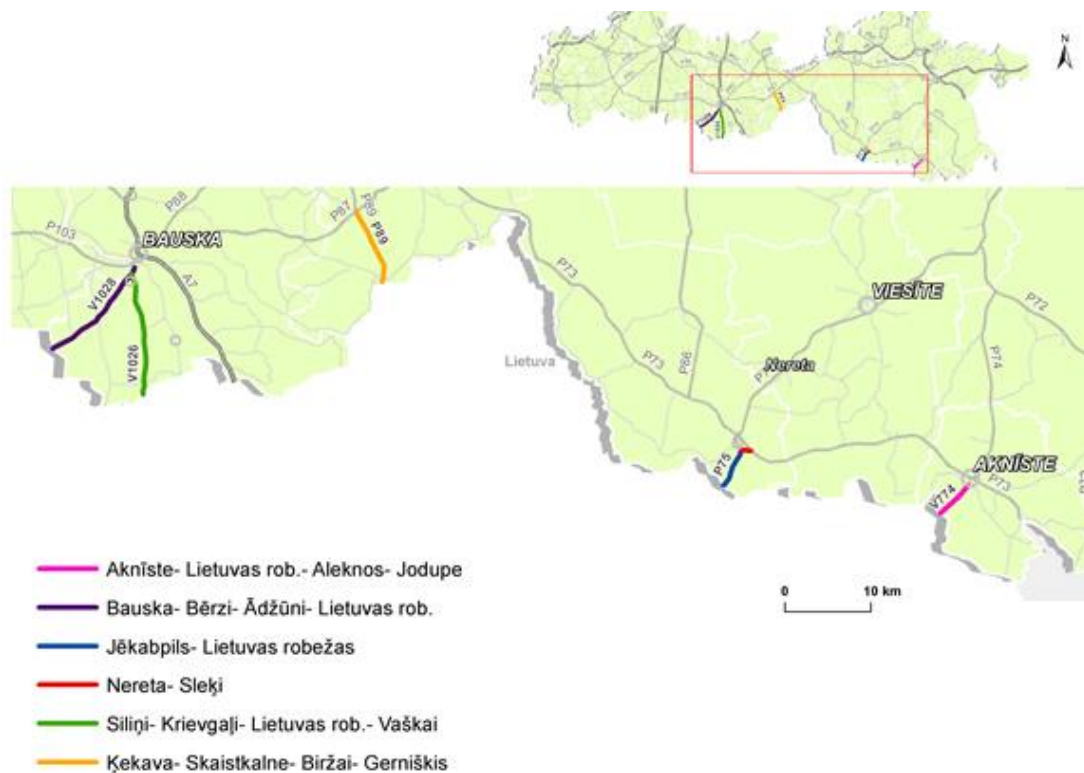 N
P88
P103
BAUSKA
P87
P89
P89
A7
V1028
V1026
Lietuva
P73
P73
P86
VIESĪTE
Nereta
P72
P74
P75
AKNĪSTE
P73
V774
0 10 km
Aknīste- Lietuvas rob.- Aleknos- Jodupe
Bauska- Bērzi- Ādžūni- Lietuvas rob.
Jēkabpils- Lietuvas robežas
Nereta- Sleķi
Siliņi- Krievgaļi- Lietuvas rob.- Vaškai
Ķekava- Skaistkalne- Biržai- Gerniškis